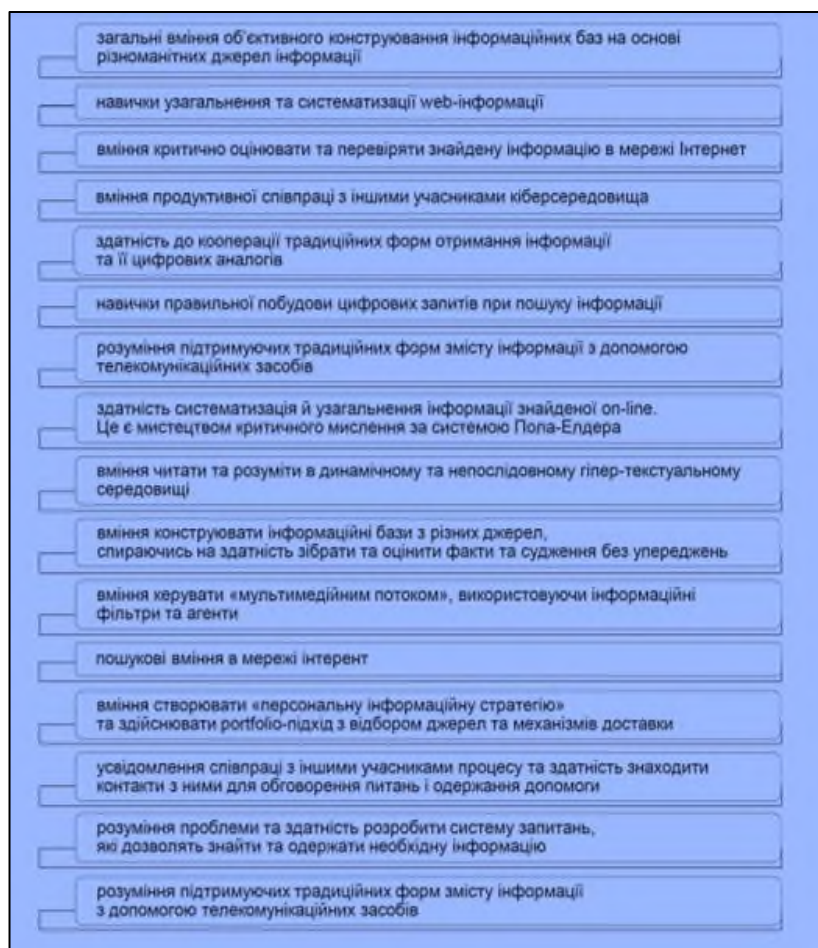 загальні вміння об’єктивного конструювання інформаційних баз на основі
різноманітних джерел інформації
навички узагальнення та систематизації web-інформації
вміння критично оцінювати та перевіряти знайдену інформацію в мережі Інтернет
вміння продуктивної співпраці з іншими учасниками кіберсередовища
здатність до кооперації традиційних форм отримання інформації
та її цифрових аналогів
навички правильної побудови цифрових запитів при пошуку інформації
розуміння підтримуючих традиційних форм змісту інформації з допомогою
телекомунікаційних засобів
здатність систематизація й узагальнення інформації знайденої on-line.
Це є мистецтвом критичного мислення за системою Пола-Елдера
вміння читати та розуміти в динамічному та непослідовному гіпер-текстуальному
середовищі
вміння конструювати інформаційні бази з різних джерел,
спираючись на здатність зібрати та оцінити факти та судження без упереджень
вміння керувати «мультимедійним потоком», використовуючи інформаційні
фільтри та агенти
пошукові вміння в мережі інтерент
вміння створювати «персональну інформаційну стратегію»
та здійснювати portfolio-підхід з відбором джерел та механізмів доставки
усвідомлення співпраці з іншими учасниками процесу та здатність знаходити
контакти з ними для обговорення питань і одержання допомоги
розуміння проблеми та здатність розробити систему запитань,
які дозволять знайти та одержати необхідну інформацію
розуміння підтримуючих традиційних форм змісту інформації
з допомогою телекомунікаційних засобів